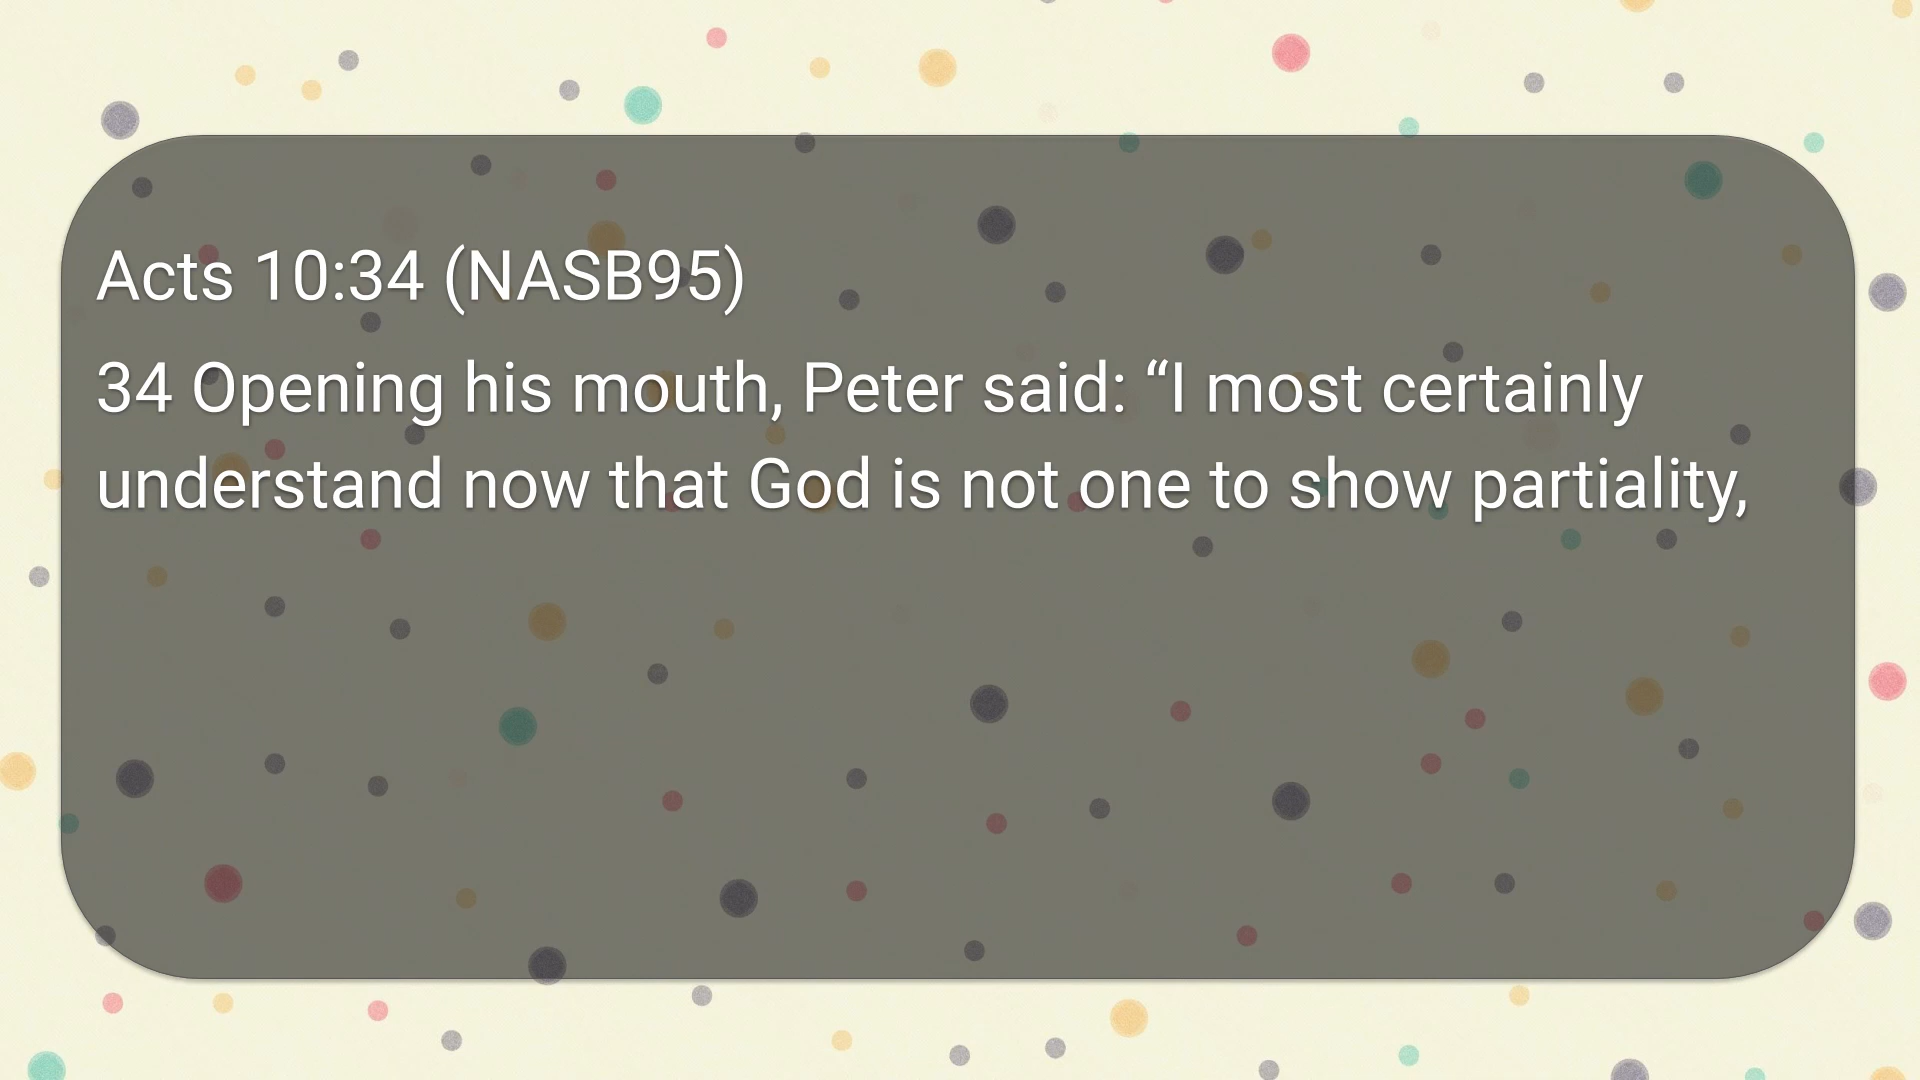 Acts 10:34 (NASB95)
34 Opening his mouth, Peter said: “I most certainly
understand now that God is not one to show partiality,